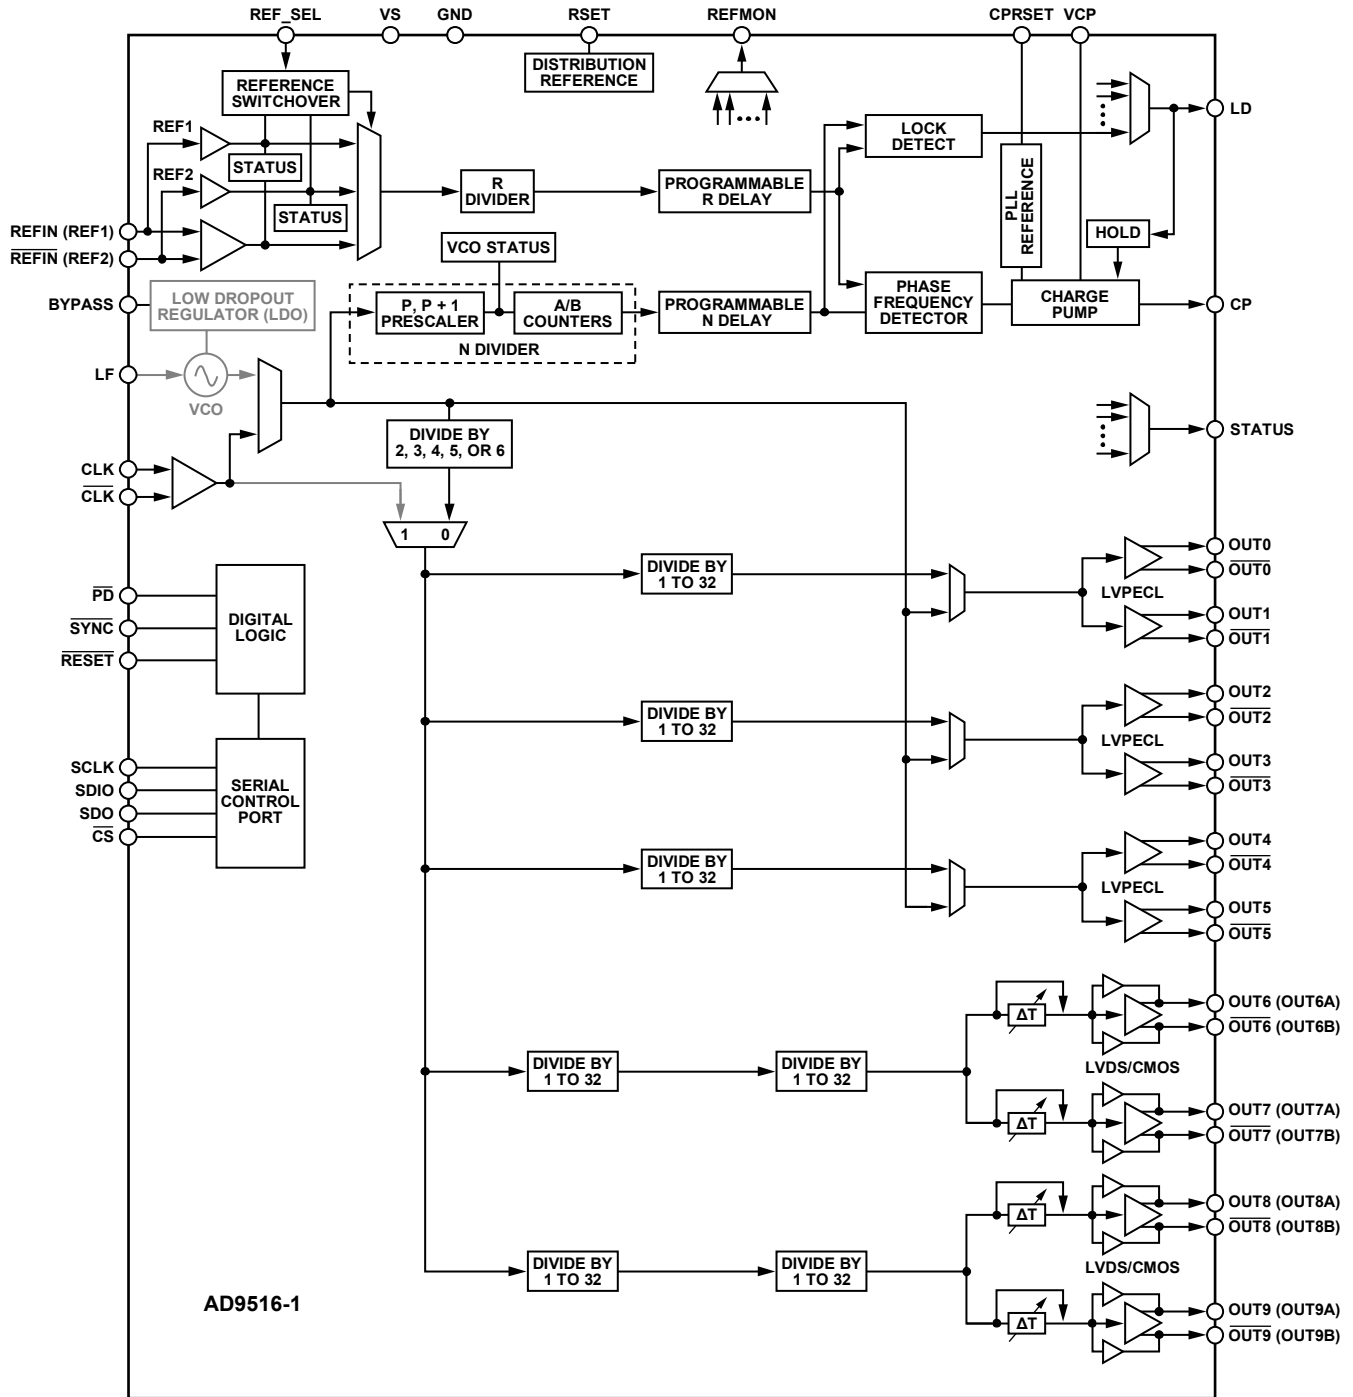 REF_SEL
VS
GND
RSET
REFMON
CPRSET
VCP
DISTRIBUTION
REFERENCE
REFERENCE
SWITCHOVER
REF1
STATUS
REF2
STATUS
REFIN (REF1)
REFIN (REF2)
R
DIVIDER
PROGRAMMABLE
R DELAY
LOCK
DETECT
LD
PLL
REFERENCE
HOLD
VCO STATUS
BYPASS
LOW DROPOUT
REGULATOR (LDO)
P, P + 1
PRESCALER
A/B
COUNTERS
N DIVIDER
PROGRAMMABLE
N DELAY
PHASE
FREQUENCY
DETECTOR
CHARGE
PUMP
CP
LF
VCO
DIVIDE BY
2, 3, 4, 5, OR 6
STATUS
CLK
CLK
1 0
DIVIDE BY
1 TO 32
LVPECL
OUT0
OUT0
OUT1
OUT1
PD
SYNC
RESET
DIGITAL
LOGIC
DIVIDE BY
1 TO 32
LVPECL
OUT2
OUT2
OUT3
OUT3
SCLK
SDIO
SDO
CS
SERIAL
CONTROL
PORT
DIVIDE BY
1 TO 32
LVPECL
OUT4
OUT4
OUT5
OUT5
DIVIDE BY
1 TO 32
DIVIDE BY
1 TO 32
ΔT
ΔT
LVDS/CMOS
OUT6 (OUT6A)
OUT6 (OUT6B)
OUT7 (OUT7A)
OUT7 (OUT7B)
DIVIDE BY
1 TO 32
DIVIDE BY
1 TO 32
ΔT
ΔT
LVDS/CMOS
OUT8 (OUT8A)
OUT8 (OUT8B)
OUT9 (OUT9A)
OUT9 (OUT9B)
AD9516-1